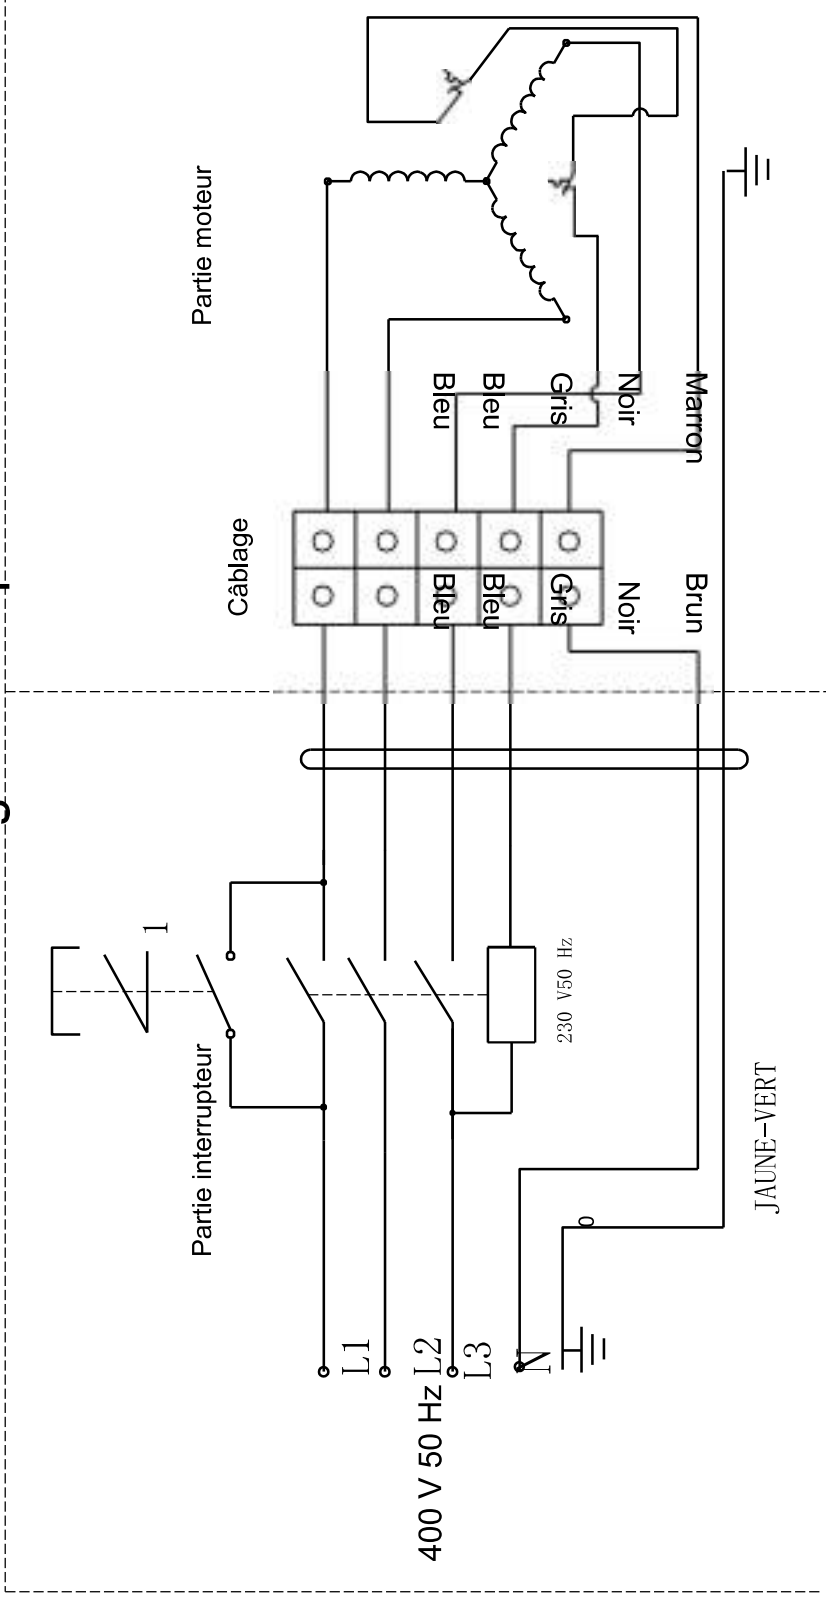 Partie moteur
Bleu
Bleu
Gris
Noir
Marron
Câblage
Bleu
Bleu
Gris
Noir
Brun
1
230 V50 Hz
Partie interrupteur
JAUNE-VERT
0
L1
L2
L3
N
400 V 50 Hz